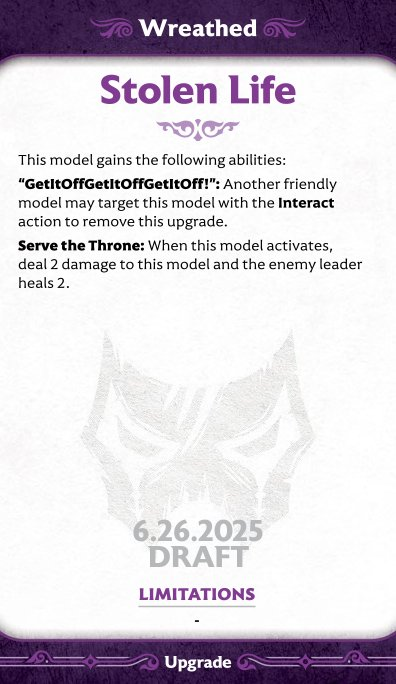 Wreathed
Stolen Life
This model gains the following abilities:
“GetItOffGetItOffGetItOff!”: Another friendly
model may target this model with the Interact
action to remove this upgrade.
Serve the Throne: When this model activates,
deal 2 damage to this model and the enemy leader
heals 2.
6.26.2025
DRAFT
LIMITATIONS
-
Upgrade